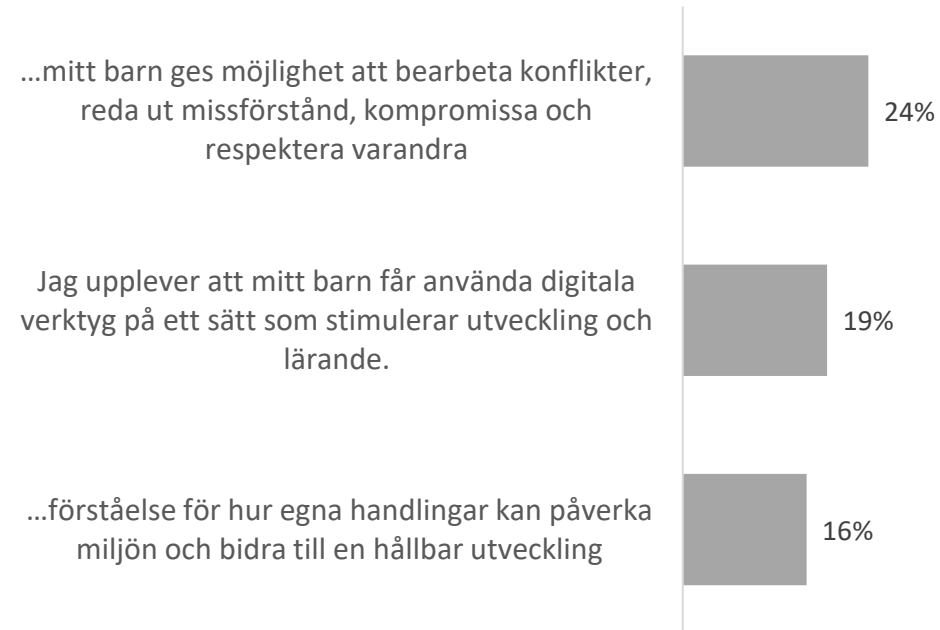 ...mitt barn ges möjlighet att bearbeta konflikter,
reda ut missförstånd, kompromissa och
respektera varandra
24%
Jag upplever att mitt barn får använda digitala
verktyg på ett sätt som stimulerar utveckling och
lärande.
19%
...förståelse för hur egna handlingar kan påverka
miljön och bidra till en hållbar utveckling
16%